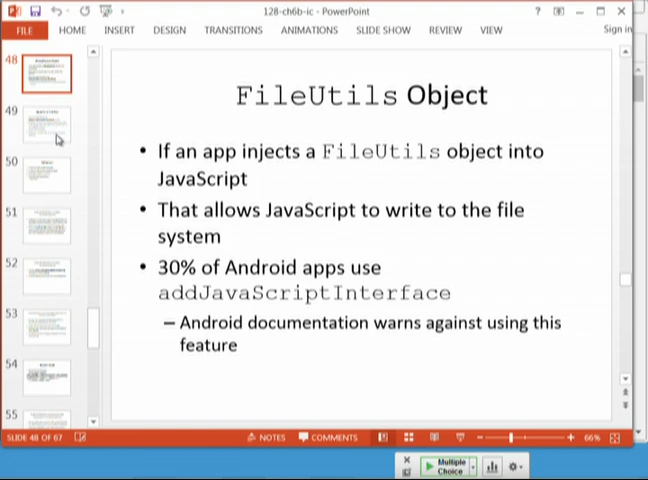 128-ch6b-ic - PowerPoint
?
FILE HOME INSERT DESIGN TRANSITIONS ANIMATIONS SLIDE SHOW REVIEW VIEW Sign in
48
49
50
51
52
53
54
55
FileUtils Object
• If an app injects a FileUtils object into
JavaScript
• That allows JavaScript to write to the file
system
• 30% of Android apps use
addJavaScriptInterface
– Android documentation warns against using this
feature
SLIDE 48 OF 67 NOTES COMMENTS 66%
Multiple
Choice